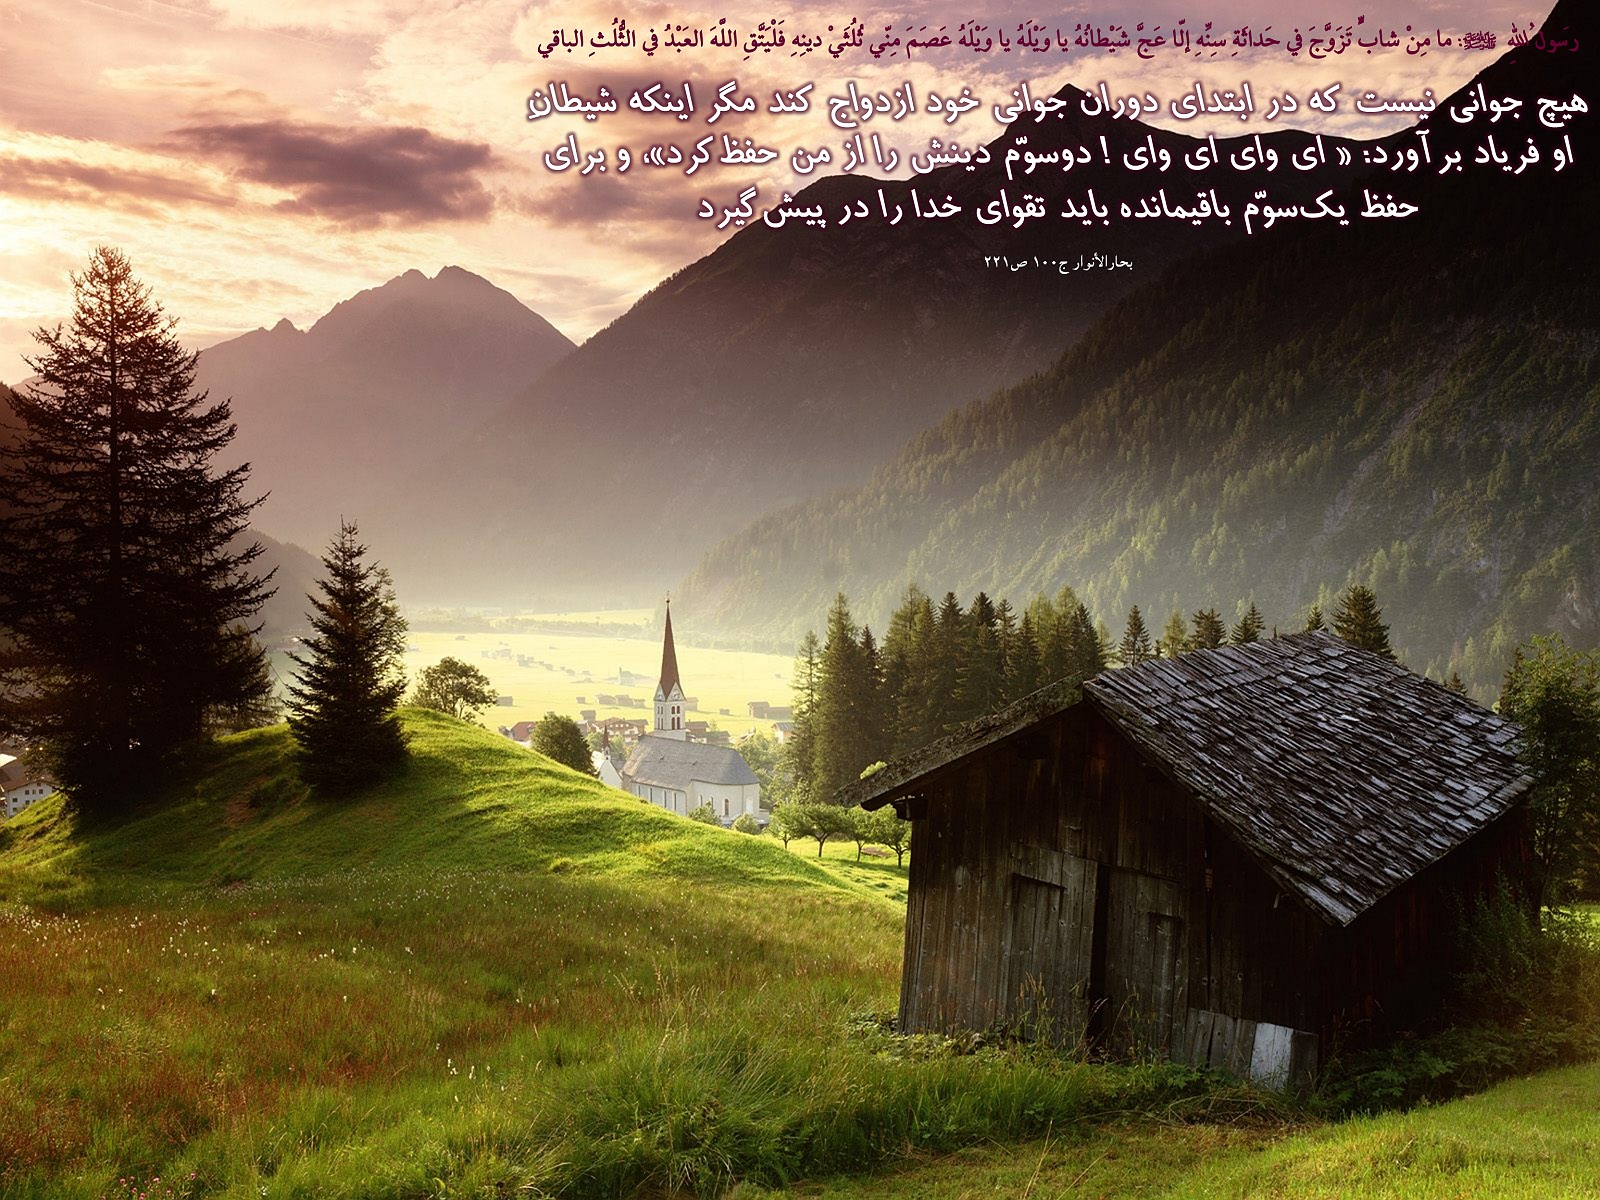 رَسولُ اللّهِ ﷺ: ما مِنْ شابٍّ تَزَوَّجَ في حَداثَةِ سِنِّهِ إلّا عَجَّ شَيْطانُهُ يا وَيْلَهُ يا وَيْلَهُ عَصَمَ مِنّي ثُلُثَيْ دينِهِ فَلْيَتَّقِ اللَّهَ العَبْدُ في الثُّلُثِ الباقي
هیچ جوانی نیست که در ابتدای دوران جوانی خود ازدواج کند مگر اینکه شیطانِ
او فریاد بر آورد: « ای وای ای وای ! دوسوّم دینش را از من حفظ کرد»، و برای
حفظ یک‌سوّم باقیمانده باید تقوای خدا را در پیش گیرد
بحارالأنوار ج۱۰۰ ص۲۲۱